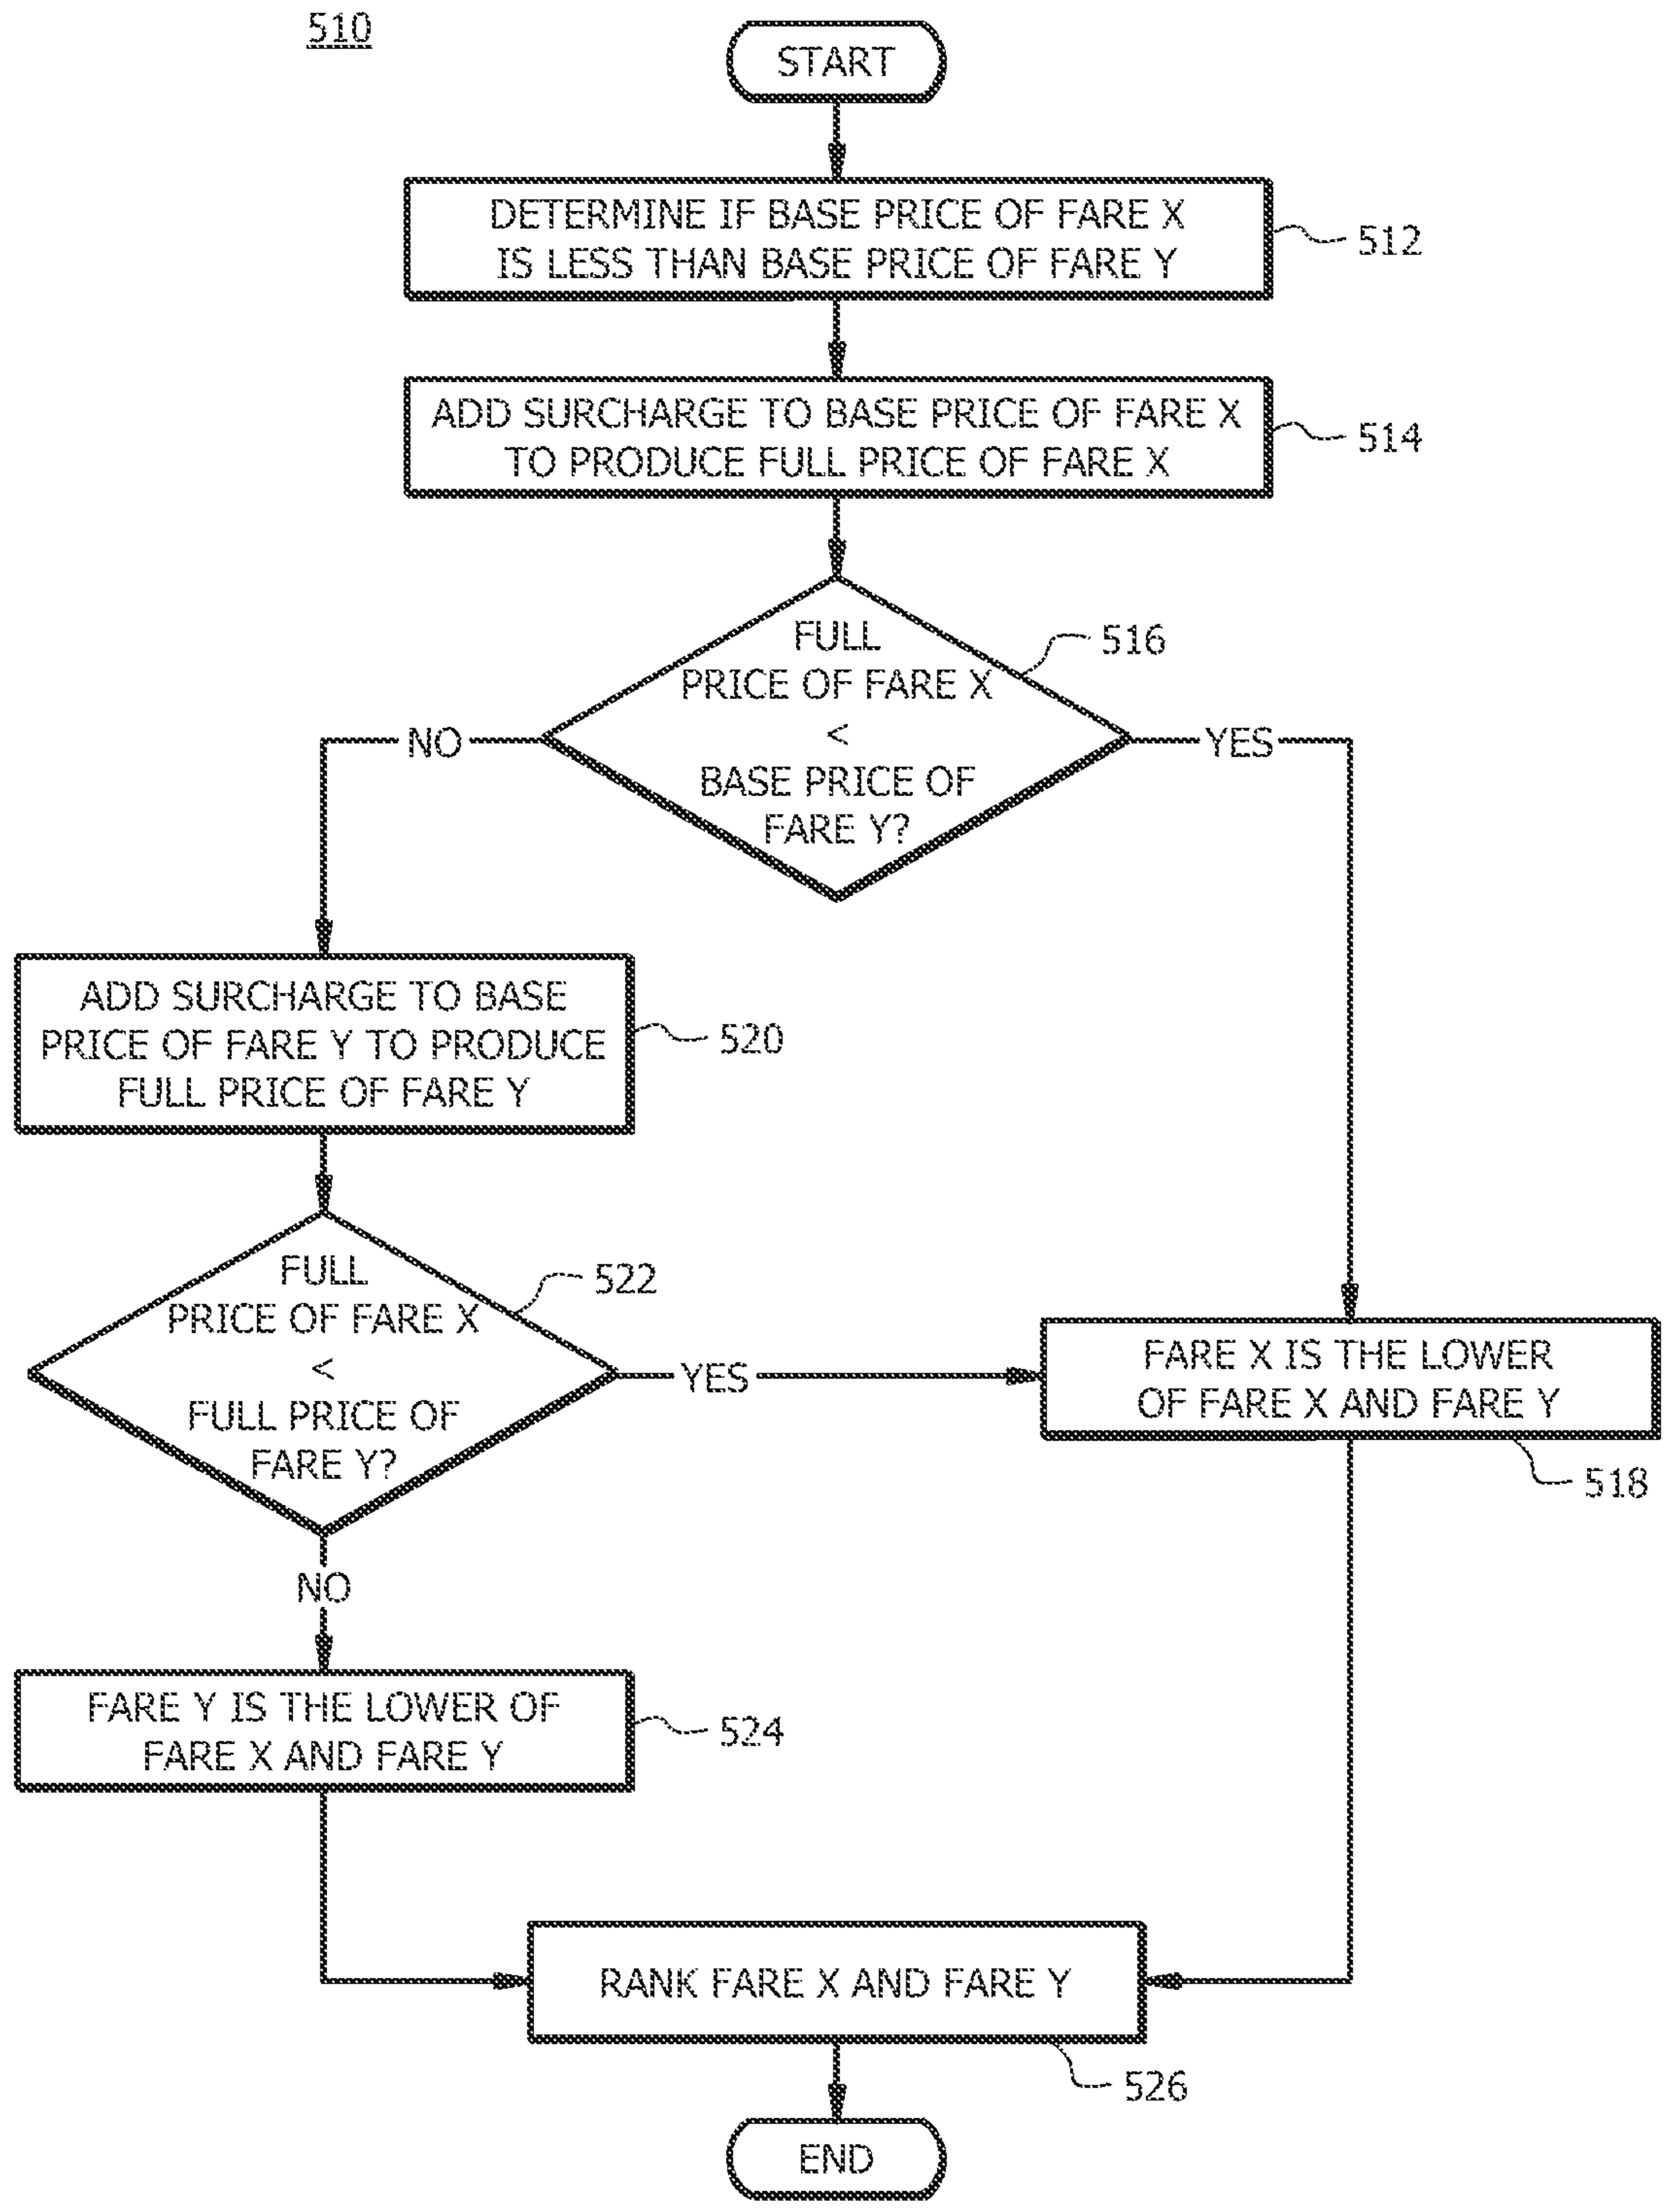 510
START
DETERMINE IF BASE PRICE OF FARE X
IS LESS THAN BASE PRICE OF FARE Y
512
ADD SURCHARGE TO BASE PRICE OF FARE X
TO PRODUCE FULL PRICE OF FARE X
514
FULL
PRICE OF FARE X
<
BASE PRICE OF
FARE Y?
516
NO
YES
ADD SURCHARGE TO BASE
PRICE OF FARE Y TO PRODUCE
FULL PRICE OF FARE Y
520
FULL
PRICE OF FARE X
<
FULL PRICE OF
FARE Y?
522
YES
FARE X IS THE LOWER
OF FARE X AND FARE Y
518
NO
FARE Y IS THE LOWER OF
FARE X AND FARE Y
524
RANK FARE X AND FARE Y
526
END